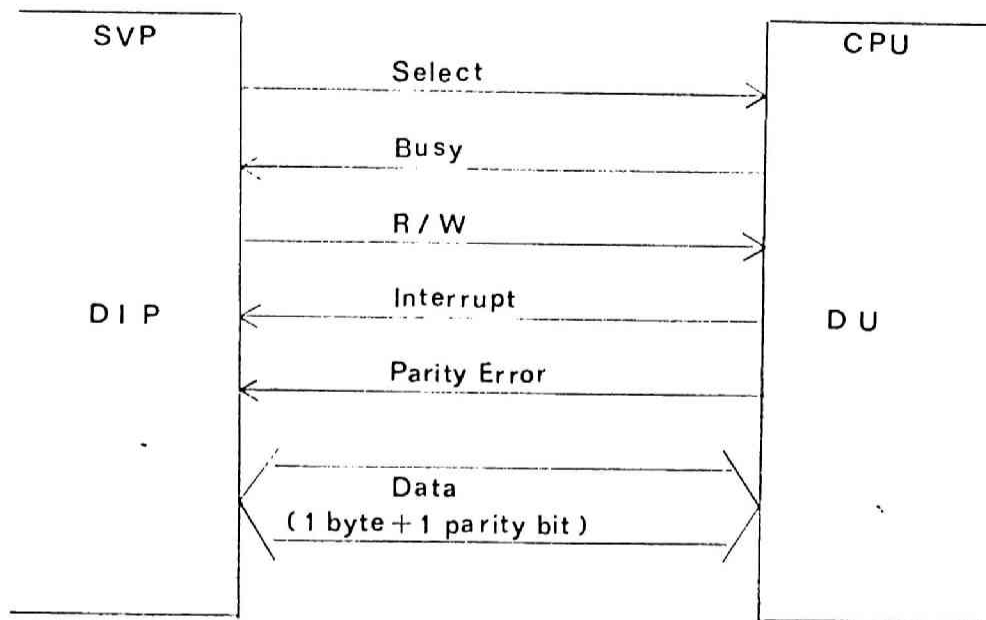 SVP
CPU
Select
Busy
R / W
Interrupt
DIP
DU
Parity Error
Data
(1 byte + 1 parity bit)